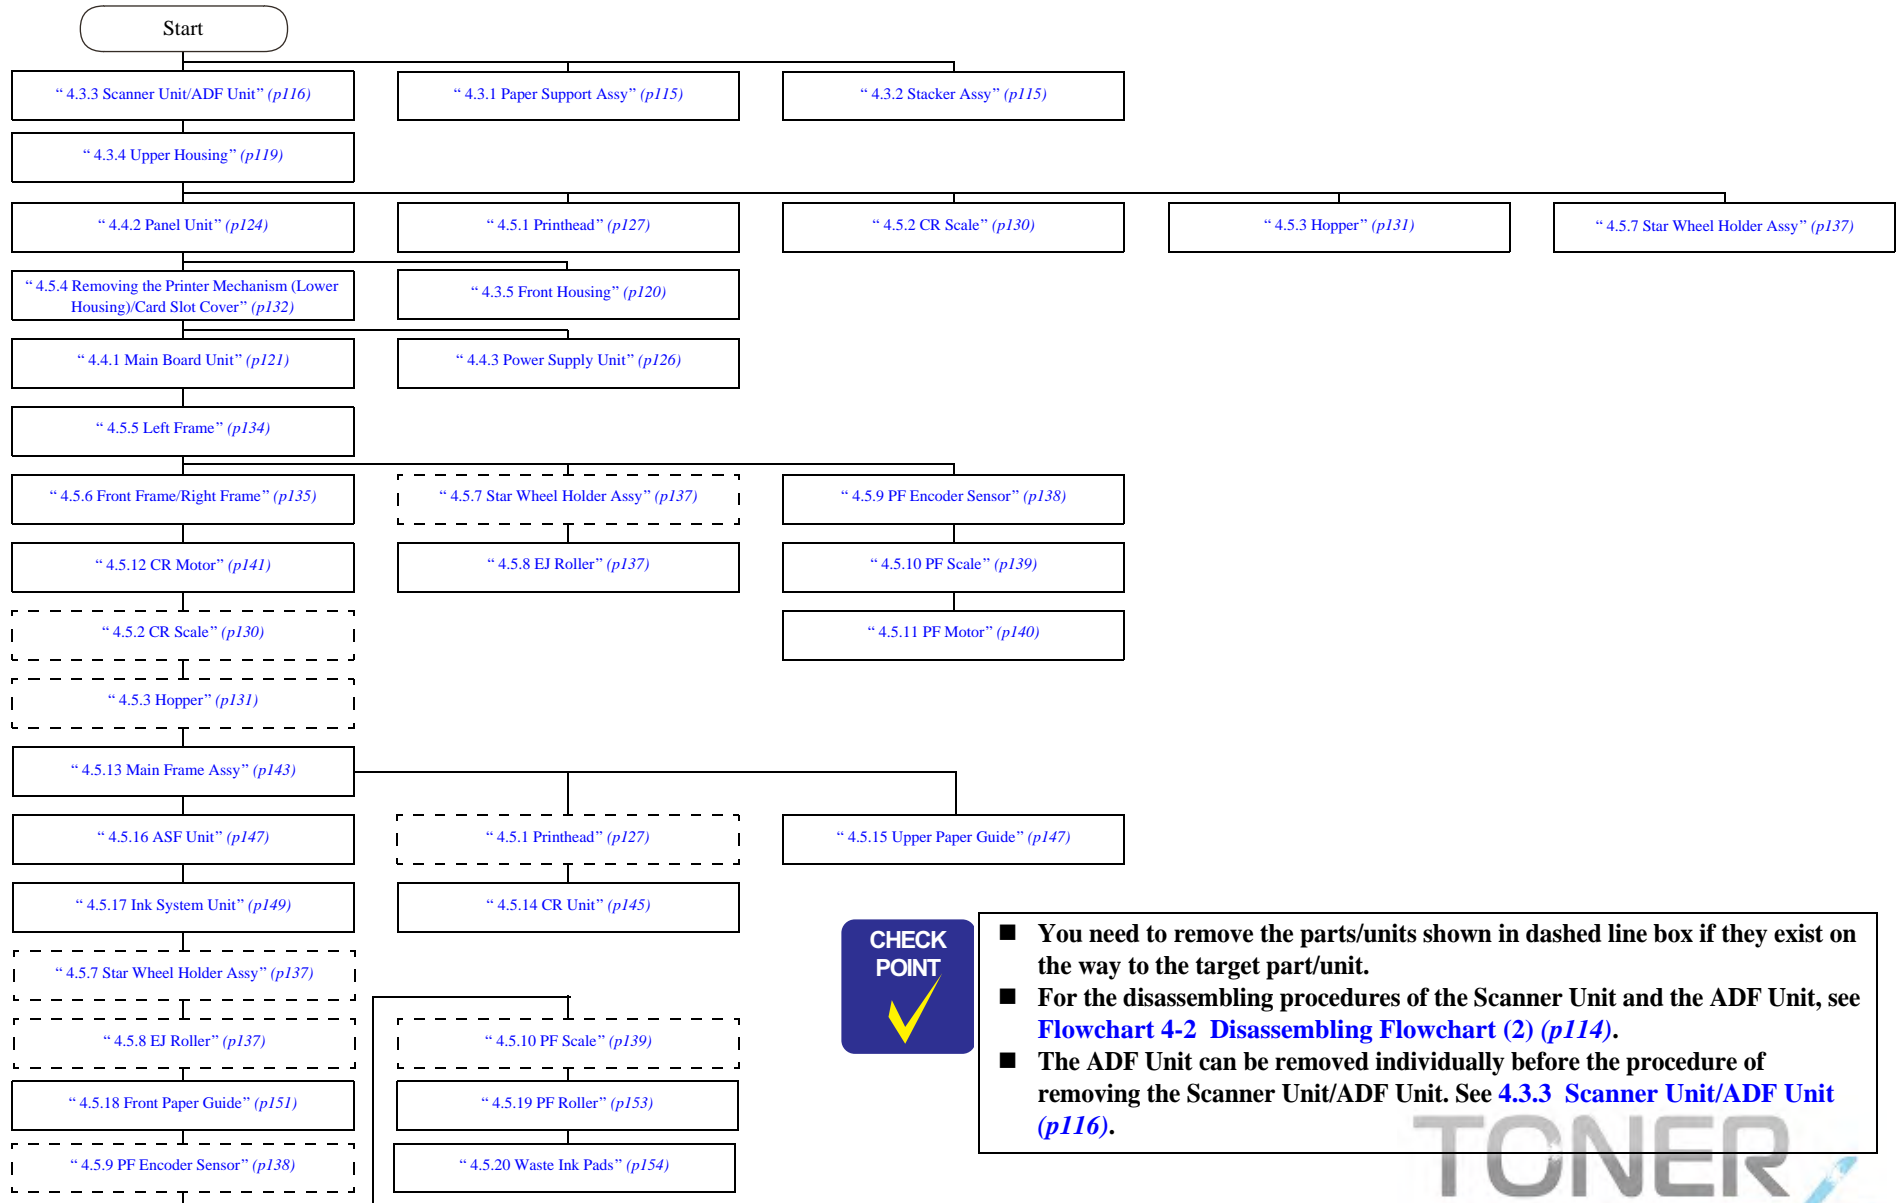 Start
“ 4.3.3 Scanner Unit/ADF Unit” (p116)
“ 4.3.1 Paper Support Assy” (p115)
“ 4.3.2 Stacker Assy” (p115)
“ 4.3.4 Upper Housing” (p119)
“ 4.4.2 Panel Unit” (p124)
“ 4.5.1 Printhead” (p127)
“ 4.5.2 CR Scale” (p130)
“ 4.5.3 Hopper” (p131)
“ 4.5.7 Star Wheel Holder Assy” (p137)
“ 4.5.4 Removing the Printer Mechanism (Lower
Housing)/Card Slot Cover” (p132)
“ 4.3.5 Front Housing” (p120)
“ 4.4.1 Main Board Unit” (p121)
“ 4.4.3 Power Supply Unit” (p126)
“ 4.5.5 Left Frame” (p134)
“ 4.5.6 Front Frame/Right Frame” (p135)
“ 4.5.7 Star Wheel Holder Assy” (p137)
“ 4.5.9 PF Encoder Sensor” (p138)
“ 4.5.12 CR Motor” (p141)
“ 4.5.8 EJ Roller” (p137)
“ 4.5.10 PF Scale” (p139)
“ 4.5.2 CR Scale” (p130)
“ 4.5.11 PF Motor” (p140)
“ 4.5.3 Hopper” (p131)
“ 4.5.13 Main Frame Assy” (p143)
“ 4.5.16 ASF Unit” (p147)
“ 4.5.1 Printhead” (p127)
“ 4.5.15 Upper Paper Guide” (p147)
“ 4.5.17 Ink System Unit” (p149)
“ 4.5.14 CR Unit” (p145)
“ 4.5.7 Star Wheel Holder Assy” (p137)
“ 4.5.8 EJ Roller” (p137)
“ 4.5.10 PF Scale” (p139)
“ 4.5.18 Front Paper Guide” (p151)
“ 4.5.19 PF Roller” (p153)
“ 4.5.9 PF Encoder Sensor” (p138)
“ 4.5.20 Waste Ink Pads” (p154)
CHECK
POINT
■ You need to remove the parts/units shown in dashed line box if they exist on
the way to the target part/unit.
■ For the disassembling procedures of the Scanner Unit and the ADF Unit, see
Flowchart 4-2 Disassembling Flowchart (2) (p114).
■ The ADF Unit can be removed individually before the procedure of
removing the Scanner Unit/ADF Unit. See 4.3.3 Scanner Unit/ADF Unit
(p116).
TONER